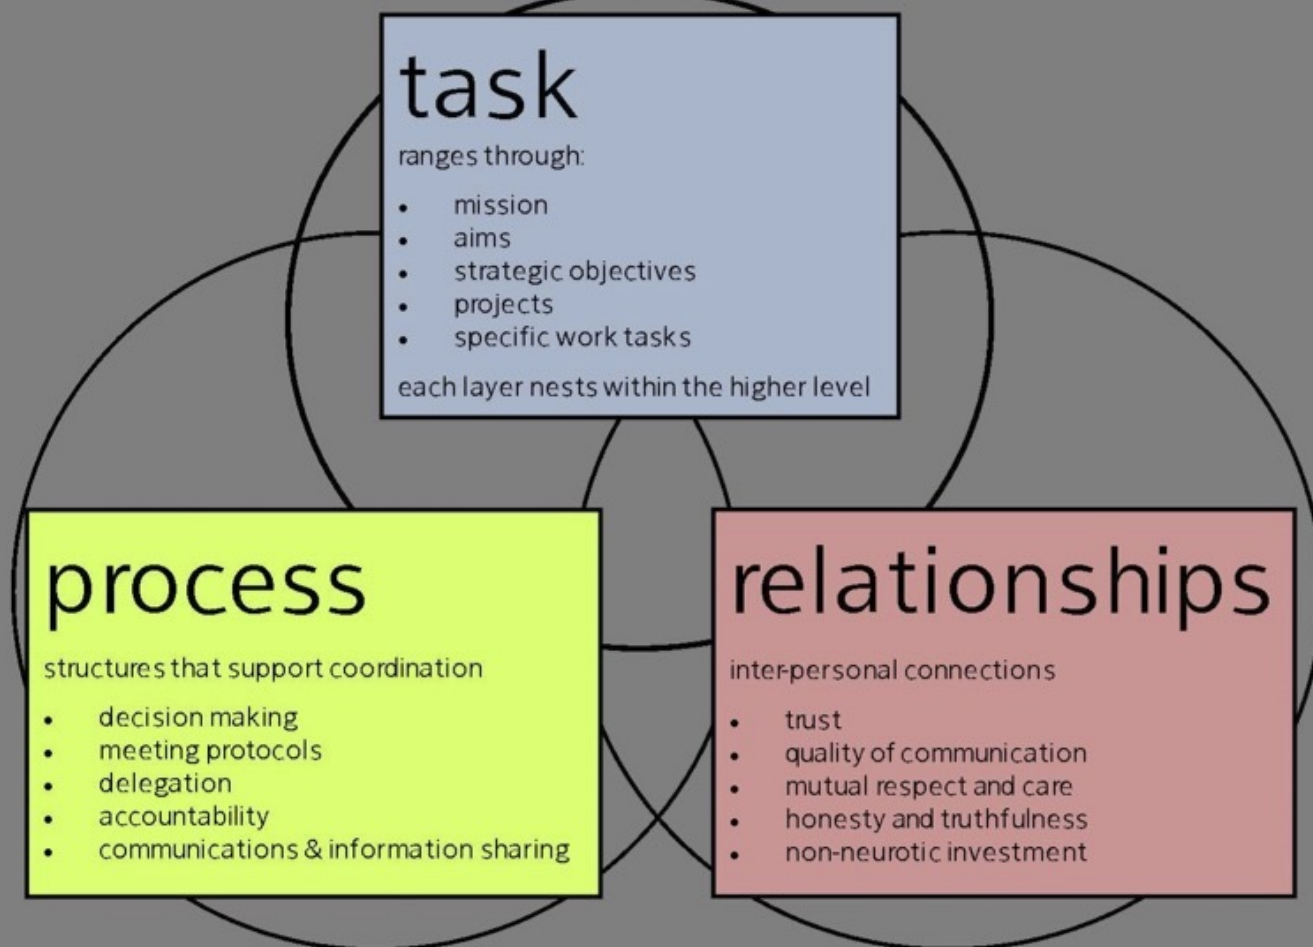 task
ranges through:
• mission
• aims
• strategic objectives
• projects
• specific work tasks
each layer nests within the higher level
process
structures that support coordination
• decision making
• meeting protocols
• delegation
• accountability
• communications & information sharing
relationships
inter-personal connections
• trust
• quality of communication
• mutual respect and care
• honesty and truthfulness
• non-neurotic investment